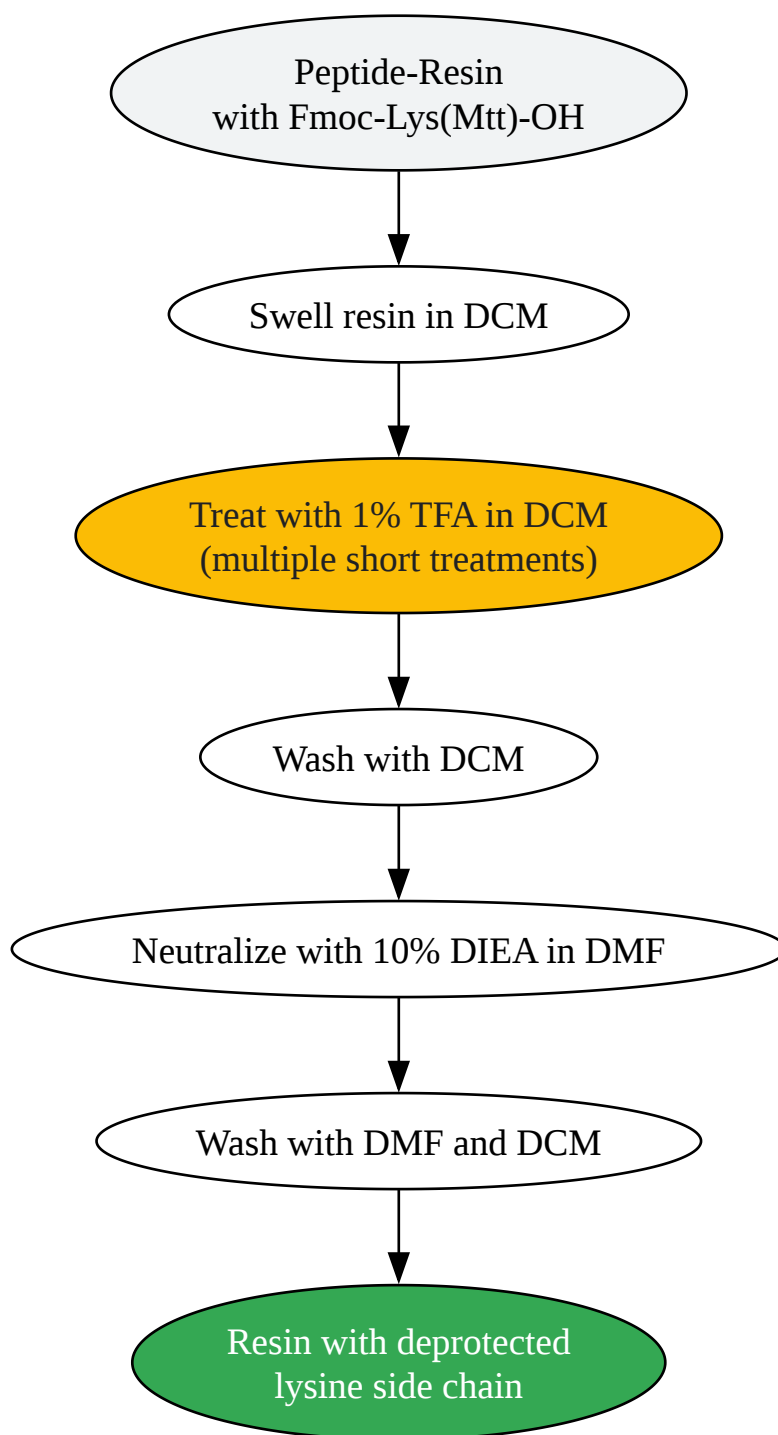 Peptide-Resin
with Fmoc-Lys(Mtt)-OH
Swell resin in DCM
Treat with 1% TFA in DCM
(multiple short treatments)
Wash with DCM
Neutralize with 10% DIEA in DMF
Wash with DMF and DCM
Resin with deprotected
lysine side chain